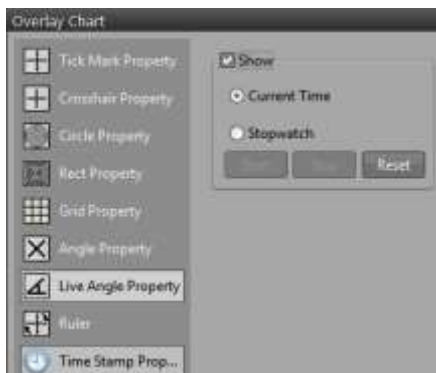 Overlay Chart
Tick Mark Property
Crosshair Property
Circle Property
Rect Property
Grid Property
Angle Property
Live Angle Property
Ruler
Time Stamp Prop...
Show
Current Time
Stopwatch
Reset